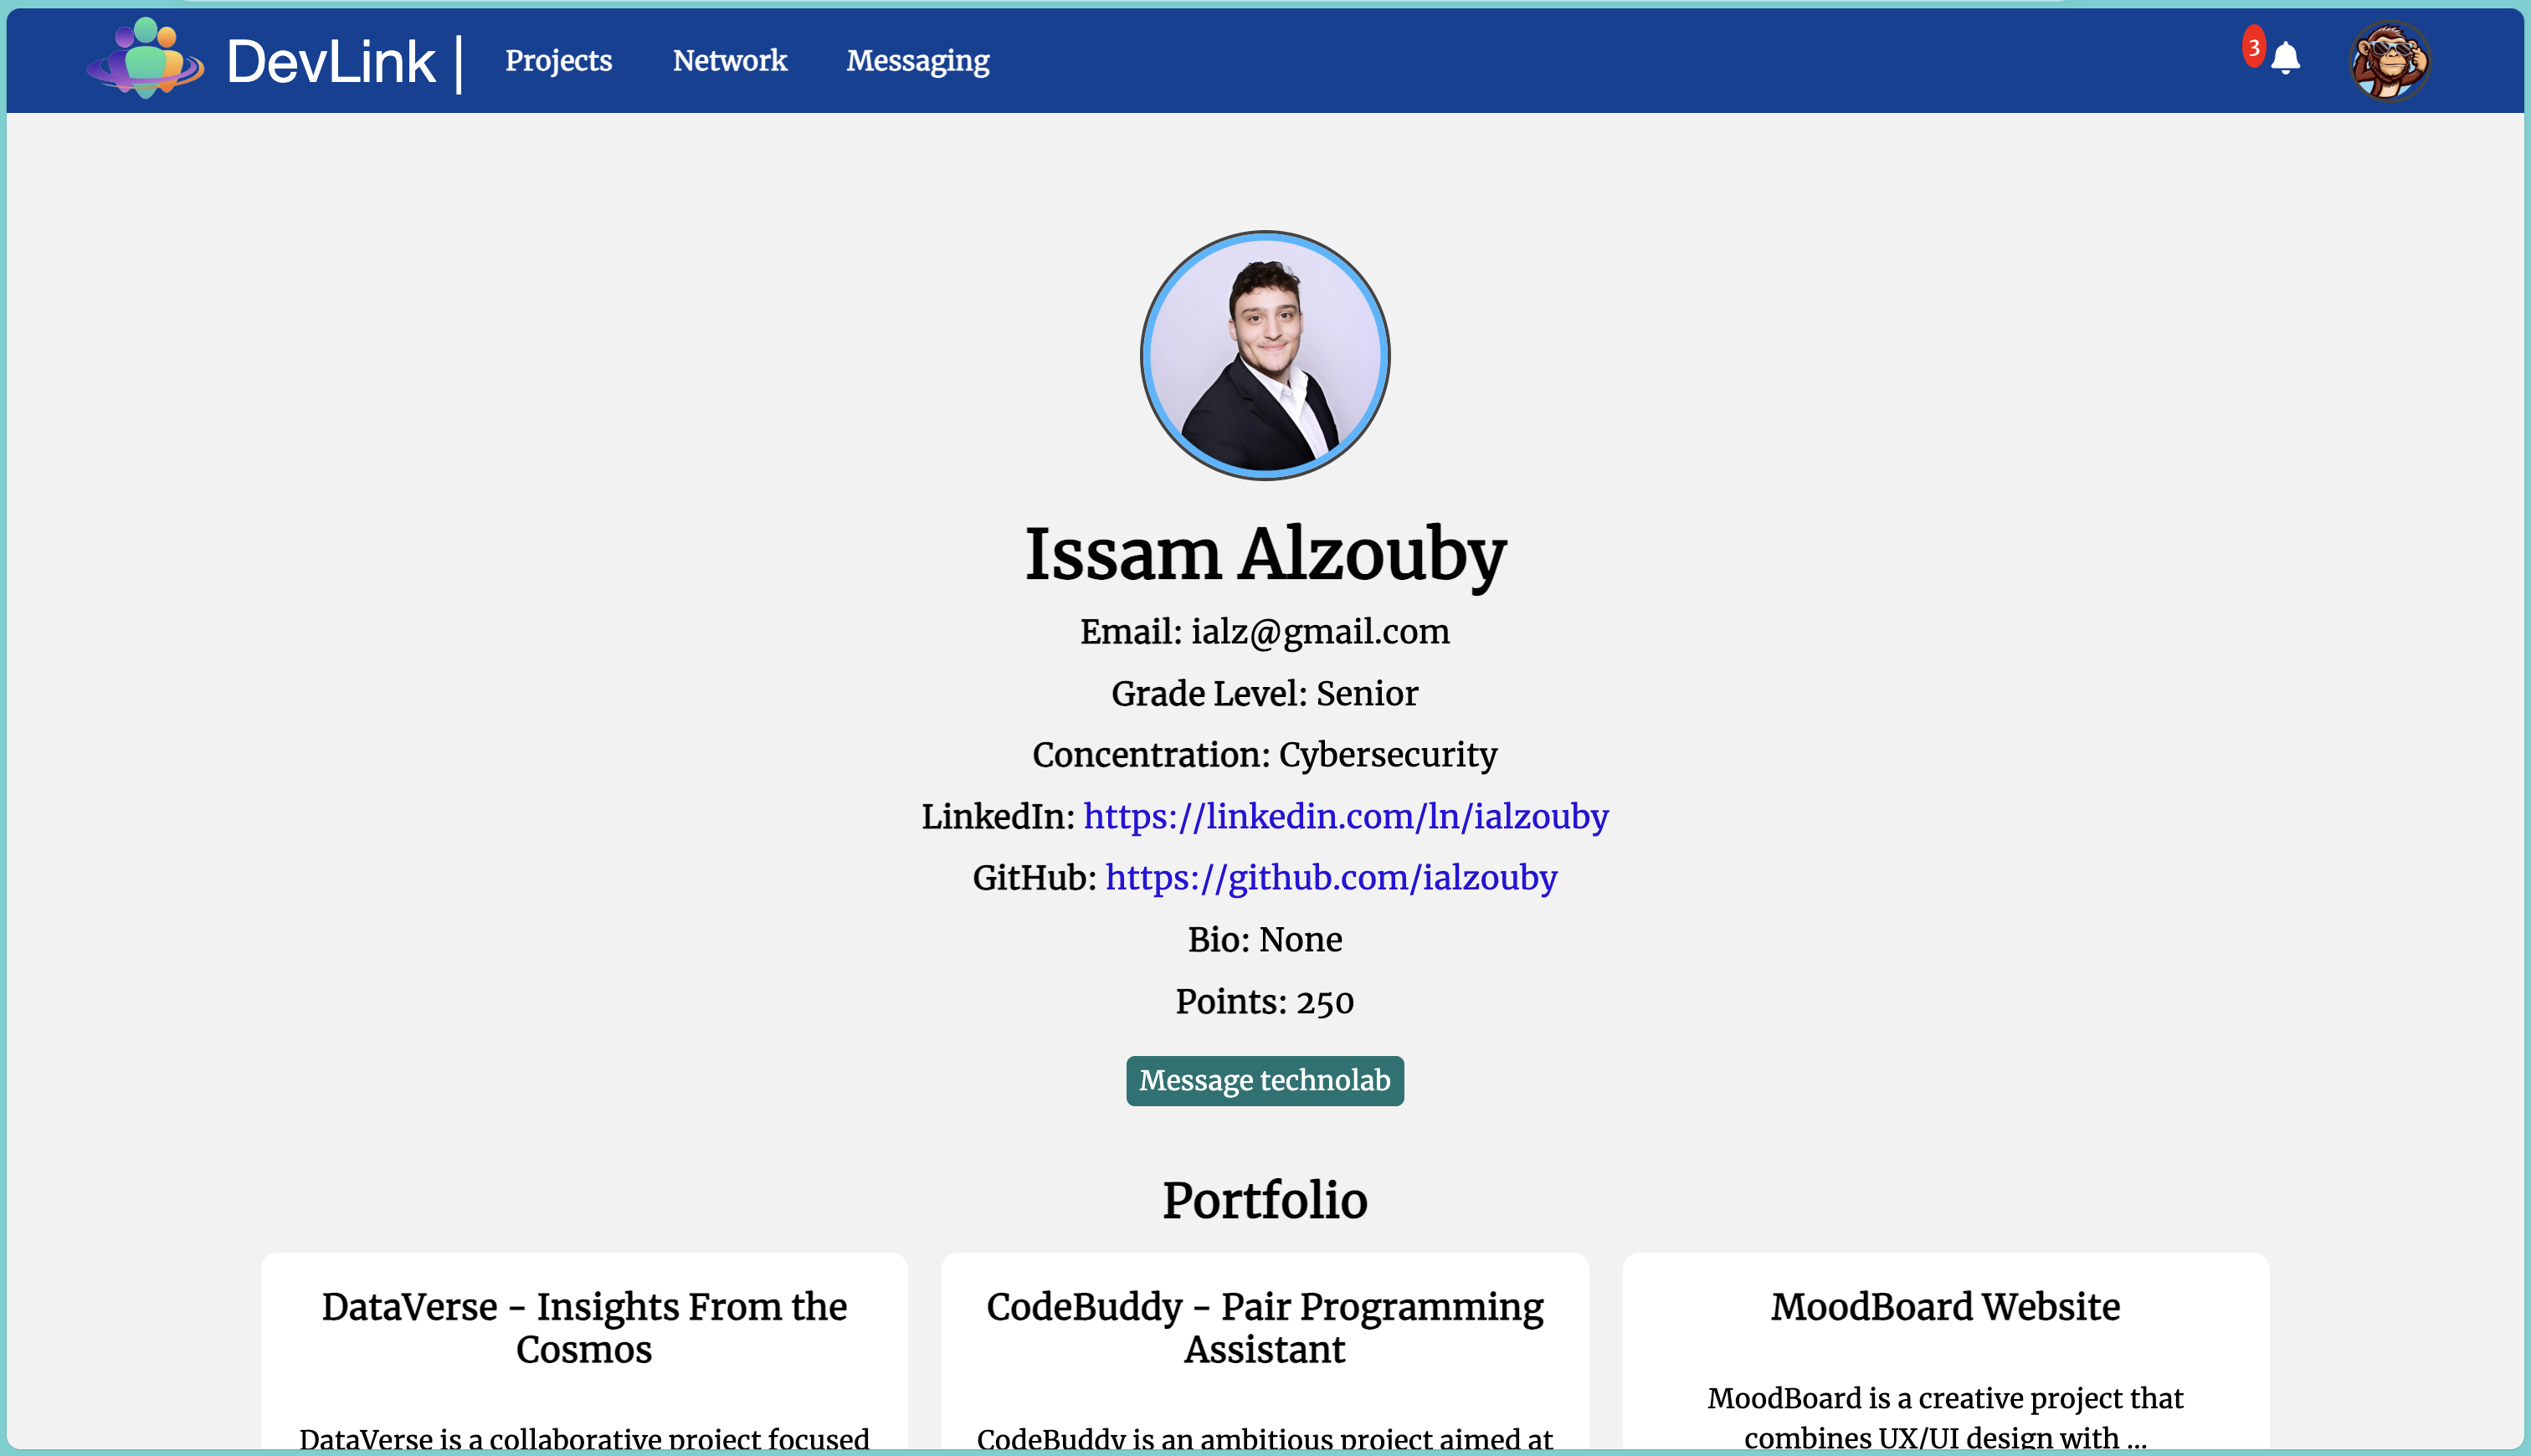 DevLink |
Projects
Network
Messaging
3
Issam Alzouby
Email: ialz@gmail.com
Grade Level: Senior
Concentration: Cybersecurity
LinkedIn: https://linkedin.com/ln/ialzouby
GitHub: https://github.com/ialzouby
Bio: None
Points: 250
Message technolab
Portfolio
DataVerse - Insights From the
Cosmos
DataVerse is a collaborative project focused
CodeBuddy - Pair Programming
Assistant
CodeBuddy is an ambitious project aimed at
MoodBoard Website
MoodBoard is a creative project that
combines UX/UI design with ...